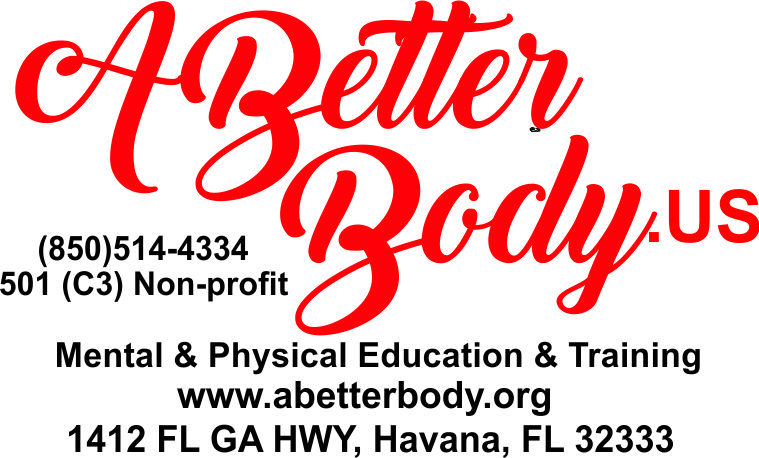 A Better
Body.US
(850)514-4334
501 (C3) Non-profit
Mental & Physical Education & Training
www.abetterbody.org
1412 FL GA HWY, Havana, FL 32333